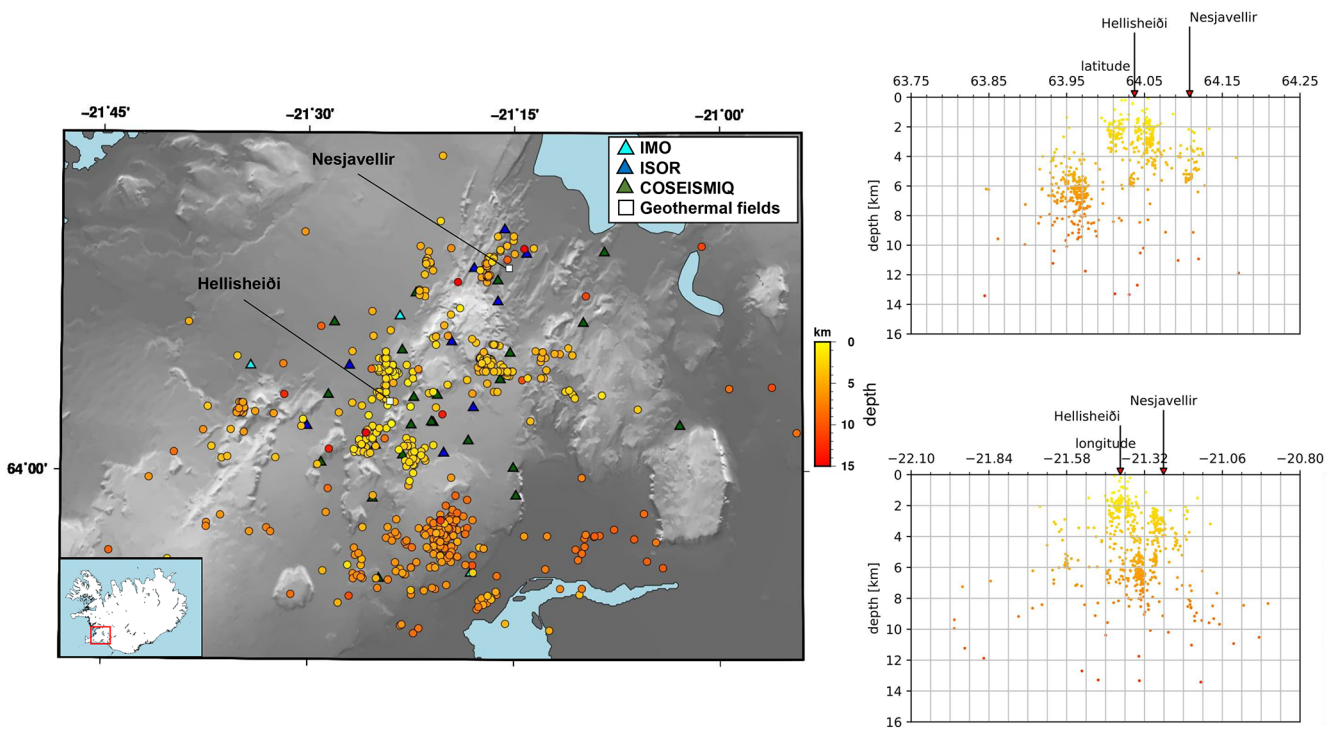 −21˚45'
−21˚30'
−21˚15'
−21˚00'
Nesjavellir
Hellisheiði
64˚00'
IMO
ISOR
COSEISMIQ
Geothermal fields
km
0
5
10
15
depth
Hellisheiði
Nesjavellir
latitude
63.75
63.85
63.95
64.05
64.15
64.25
0
2
4
6
8
10
12
14
16
depth [km]
Nesjavellir
Hellisheiði
longitude
−22.10
−21.84
−21.58
−21.32
−21.06
−20.80
0
2
4
6
8
10
12
14
16
depth [km]